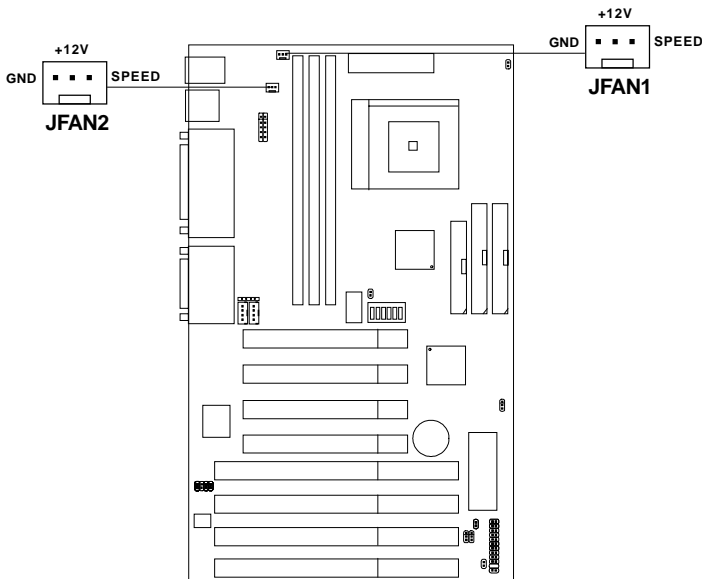 +12V
GND SPEED
JFAN1
+12V
GND SPEED
JFAN2